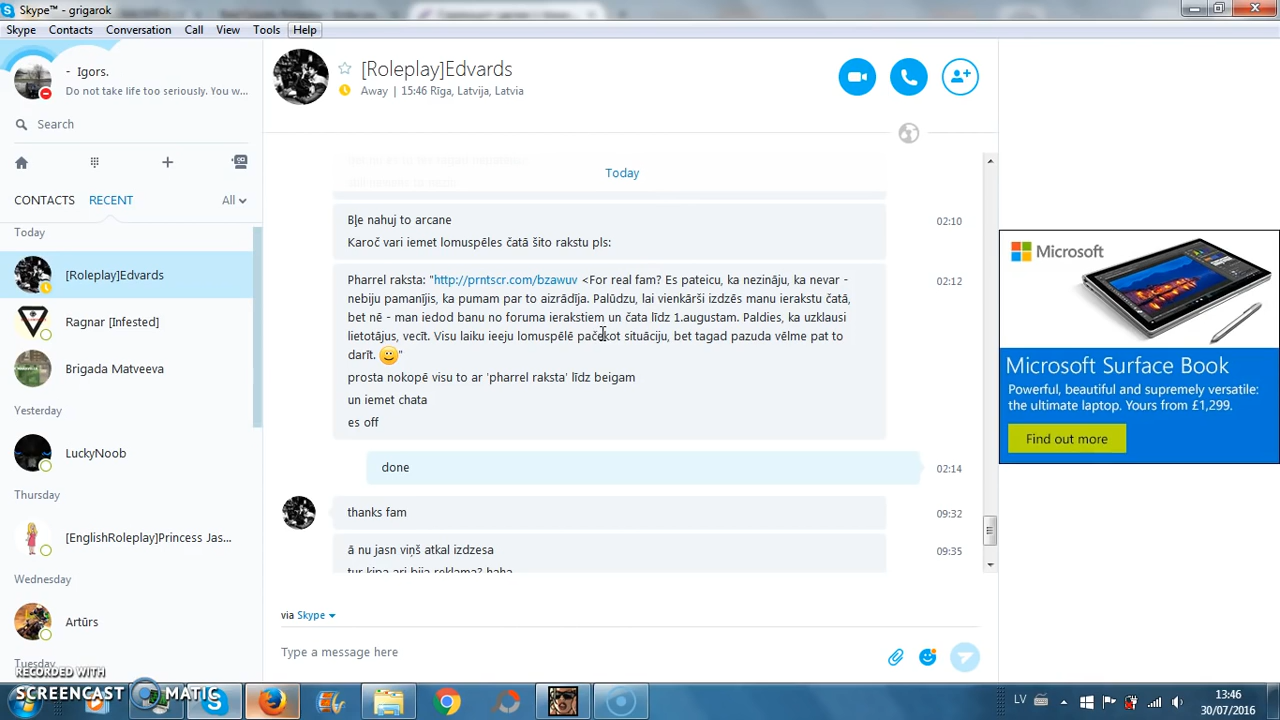 Skype™ - grigarok
Skype Contacts Conversation Call View Tools Help
- Igors.
Do not take life too seriously. You w...
Search
CONTACTS RECENT All
Today
[Roleplay]Edvards
Ragnar [Infested]
Brigada Matveeva
Yesterday
LuckyNoob
Thursday
[EnglishRoleplay]Princess Jas...
Wednesday
Artūrs
Tuesday
[Roleplay]Edvards
Away | 15:46 Rīga, Latvija, Latvia
Today
Bļe nahuj to arcane 02:10
Karoč vari iemet lomuspēles čatā šito rakstu pls:
Pharrel raksta: "http://prntscr.com/bzawuv <For real fam? Es pateicu, ka nezināju, ka nevar - 02:12
nebiju pamanījis, ka pumam par to aizrādīja. Palūdzu, lai vienkārši izdzēs manu ierakstu čatā,
bet nē - man iedod banu no foruma ierakstiem un čata līdz 1.augustam. Paldies, ka uzklausi
lietotājus, vecīt. Visu laiku ieeju lomuspēlē pačekot situāciju, bet tagad pazuda vēlme pat to
darīt. "
prosta nokopē visu to ar 'pharrel raksta' līdz beigam
un iemet chata
es off
done 02:14
thanks fam 09:32
ā nu jasn viņš atkal izdzesa 09:35
tur kipa ari bija reklama? haha
via Skype
Type a message here
Microsoft
Microsoft Surface Book
Powerful, beautiful and supremely versatile:
the ultimate laptop. Yours from £1,299.
Find out more
RECORDED WITH
SCREENCAST MATIC
LV
13:46
30/07/2016